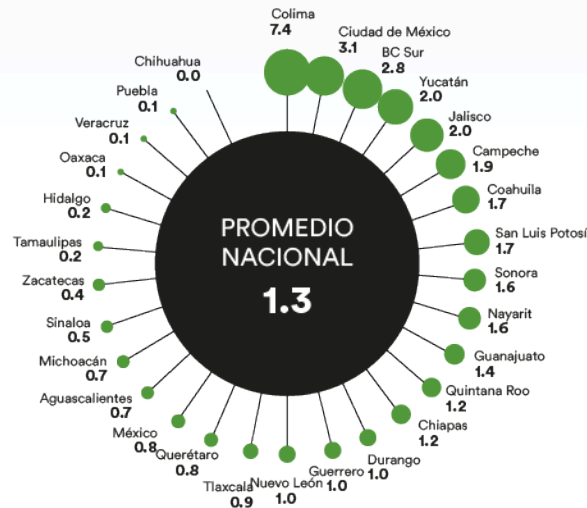 Colima
7.4
Ciudad de México
3.1
BC Sur
2.8
Yucatán
2.0
Jalisco
2.0
Campeche
1.9
Coahuila
1.7
San Luis Potosí
1.7
Sonora
1.6
Nayarit
1.6
Guanajuato
1.4
Quintana Roo
1.2
Chiapas
1.2
Durango
1.0
Guerrero
1.0
Nuevo León
1.0
Tlaxcala
0.9
Querétaro
0.8
México
0.8
Aguascalientes
0.7
Michoacán
0.7
Sinaloa
0.5
Zacatecas
0.4
Tamaulipas
0.2
Hidalgo
0.2
Oaxaca
0.1
Veracruz
0.1
Puebla
0.1
Chihuahua
0.0
PROMEDIO
NACIONAL
1.3